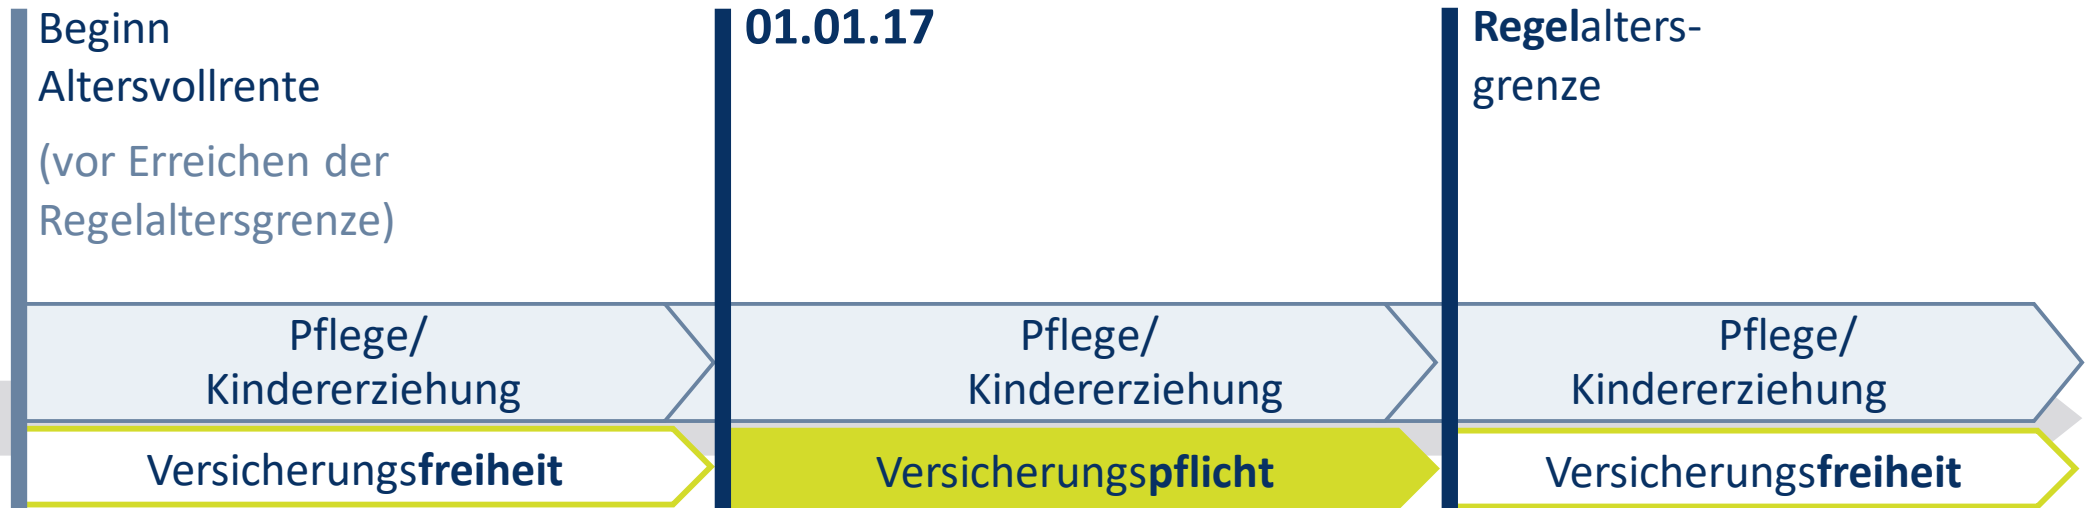 Beginn
Altersvollrente
(vor Erreichen der
Regelaltersgrenze)
01.01.17
Regelalters-
grenze
Pflege/
Kindererziehung
Pflege/
Kindererziehung
Pflege/
Kindererziehung
Versicherungsfreiheit
Versicherungspflicht
Versicherungsfreiheit